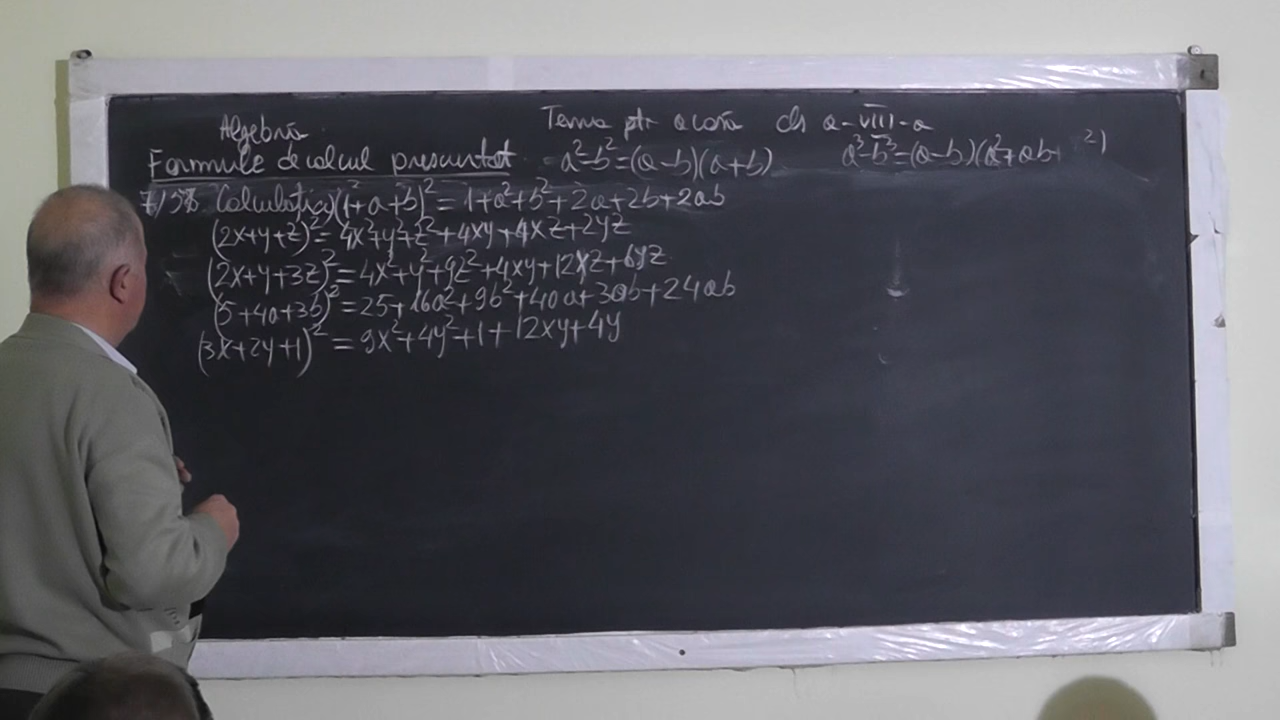 Algebra Tema ptr acasă cls a-VIII-a
Formule de calcul prescurtat a²-b²=(a-b)(a+b) a³-b³=(a-b)(a²+ab+ ²)
Calculați (1+a+b)²=1+a²+b²+2a+2b+2ab
(2x+y+z)²=4x²+y²+z²+4xy+4xz+2yz
(2x+y+3z)²=4x²+y²+9z²+4xy+12xz+6yz
(5+4a+3b)²=25+16a²+9b²+40a+30b+24ab
(3x+2y+1)²=9x²+4y²+1+12xy+4y